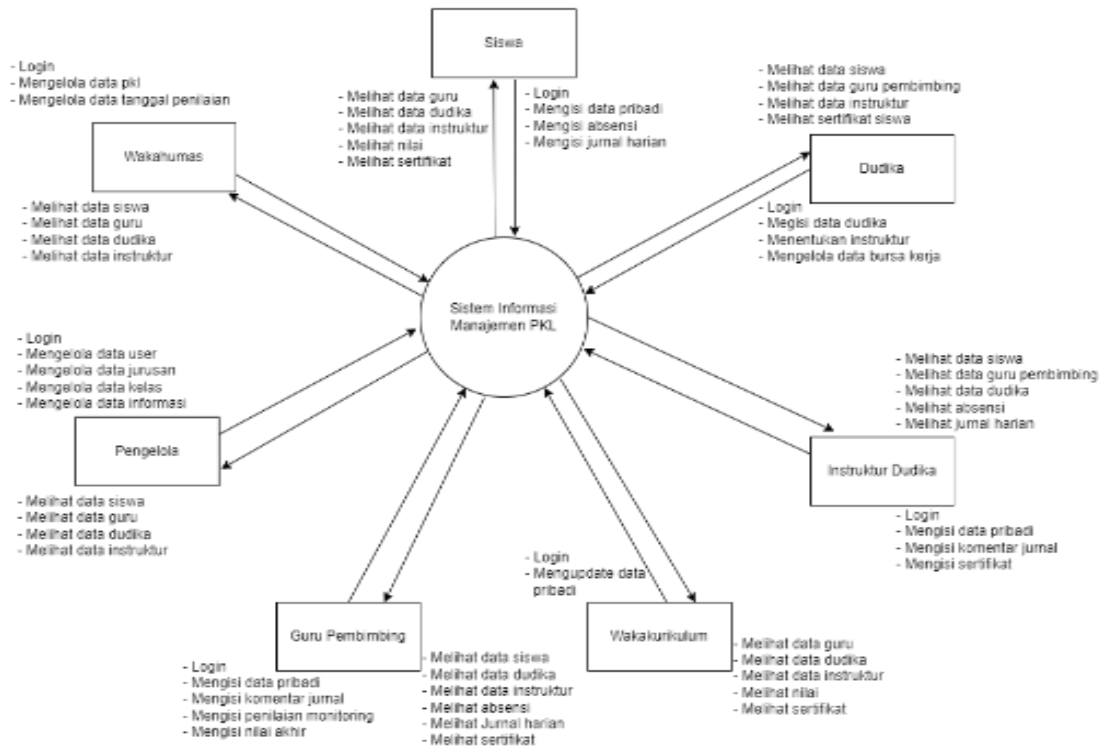 Siswa
- Login
- Mengelola data pkl
- Mengelola data tanggal penilaian
- Melihat data siswa
- Melihat data guru pembimbing
- Melihat data instruktur
- Melihat sertifikat siswa
- Melihat data guru
- Melihat data dudika
- Melihat data instruktur
- Melihat nilai
- Melihat sertifikat
- Login
- Mengisi data pribadi
- Mengisi absensi
- Mengisi jurnal harian
Wakahumas
Dudika
- Melihat data siswa
- Melihat data guru
- Melihat data dudika
- Melihat data instruktur
- Login
- Megisi data dudika
- Menentukan instruktur
- Mengelola data bursa kerja
Sistem Informasi
Manajemen PKL
- Login
- Mengelola data user
- Mengelola data jurusan
- Mengelola data kelas
- Mengelola data informasi
- Melihat data siswa
- Melihat data guru pembimbing
- Melihat data dudika
- Melihat absensi
- Melihat jurnal harian
Pengelola
Instruktur Dudika
- Melihat data siswa
- Melihat data guru
- Melihat data dudika
- Melihat data instruktur
- Login
- Mengisi data pribadi
- Mengisi komentar jurnal
- Mengisi sertifikat
- Login
- Mengupdate data
pribadi
Guru Pembimbing
Wakakurikulum
- Login
- Mengisi data pribadi
- Mengisi komentar jurnal
- Mengisi penilaian monitoring
- Mengisi nilai akhir
- Melihat data siswa
- Melihat data dudika
- Melihat data instruktur
- Melihat absensi
- Melihat Jurnal harian
- Melihat sertifikat
- Melihat data guru
- Melihat data dudika
- Melihat data instruktur
- Melihat nilai
- Melihat sertifikat